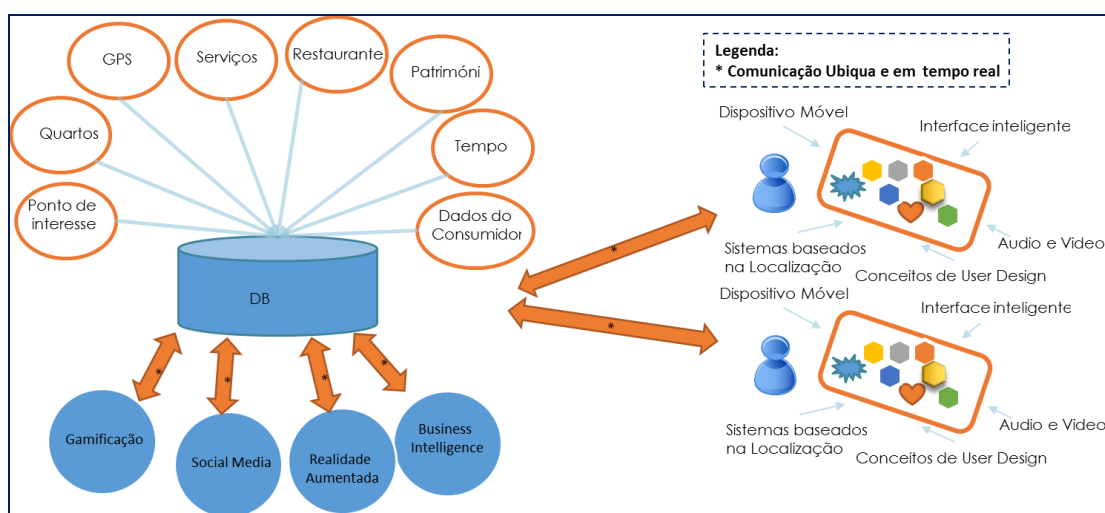 GPS
Serviços
Restaurante
Patrimóni
Quartos
Tempo
Ponto de
interesse
Dados do
Consumidor
DB
*
*
*
*
*
*
Gamificação
Social Media
Realidade
Aumentada
Business
Intelligence
Legenda:
* Comunicação Ubiqua e em tempo real
Dispositivo Móvel
Interface inteligente
Sistemas baseados
na Localização
Audio e Video
Conceitos de User Design
Dispositivo Móvel
Interface inteligente
Sistemas baseados
na Localização
Audio e Video
Conceitos de User Design